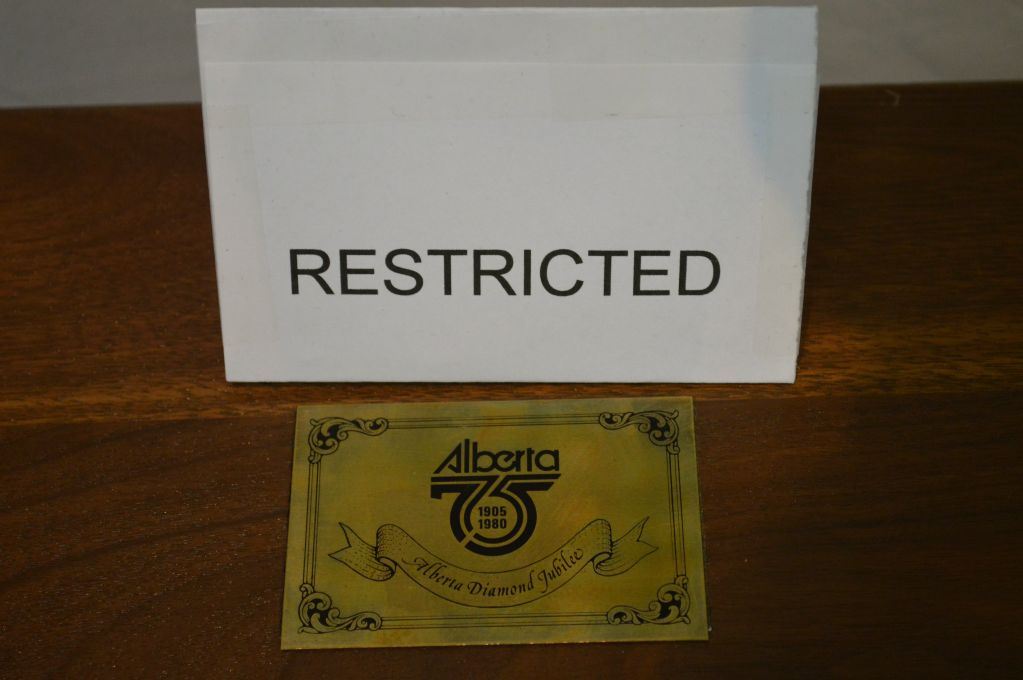 RESTRICTED
Alberta
75
1905
1980
Alberta Diamond Jubilee